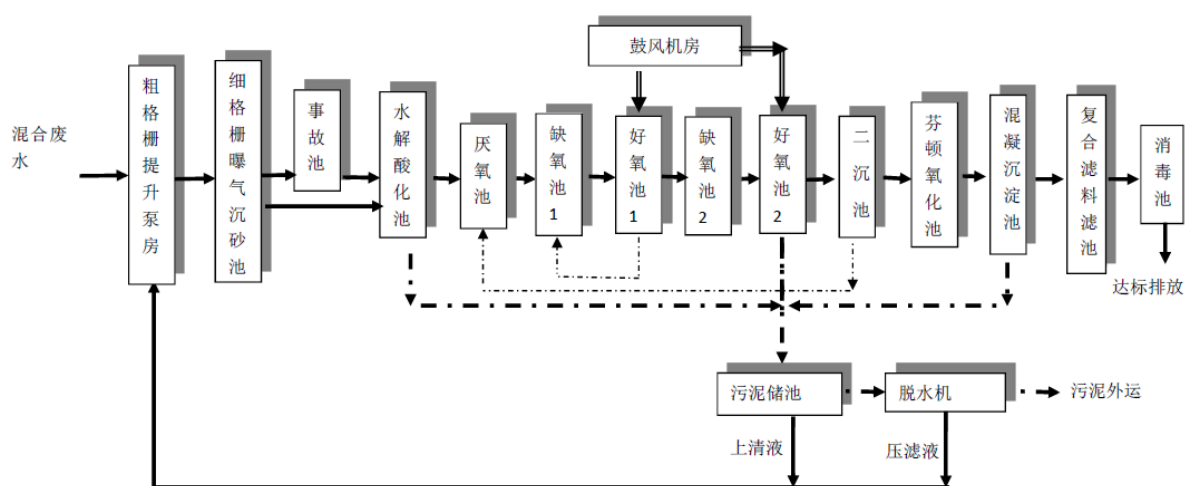 鼓风机房
混合废
水
粗格栅提升泵房
细格栅曝气沉砂池
事故池
水解酸化池
厌氧池
缺氧池1
好氧池1
缺氧池2
好氧池2
二沉池
芬顿氧化池
混凝沉淀池
复合滤料滤池
消毒池
达标排放
污泥储池
脱水机
污泥外运
上清液
压滤液